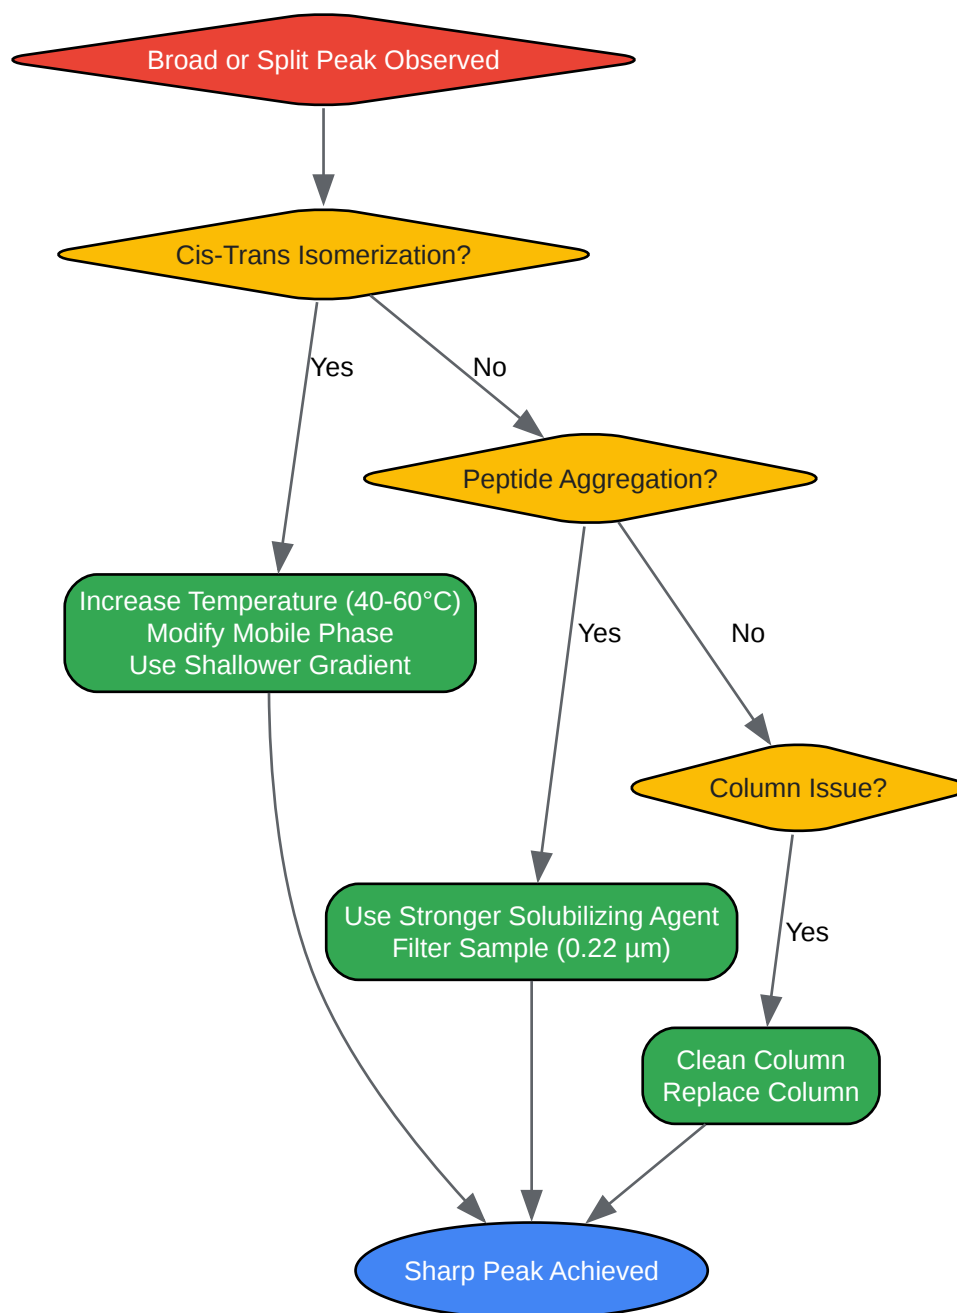 Broad or Split Peak Observed
Cis-Trans Isomerization?
Yes
No
Peptide Aggregation?
Increase Temperature (40-60°C)
Modify Mobile Phase
Use Shallower Gradient
Yes
No
Column Issue?
Use Stronger Solubilizing Agent
Filter Sample (0.22 µm)
Yes
Clean Column
Replace Column
Sharp Peak Achieved